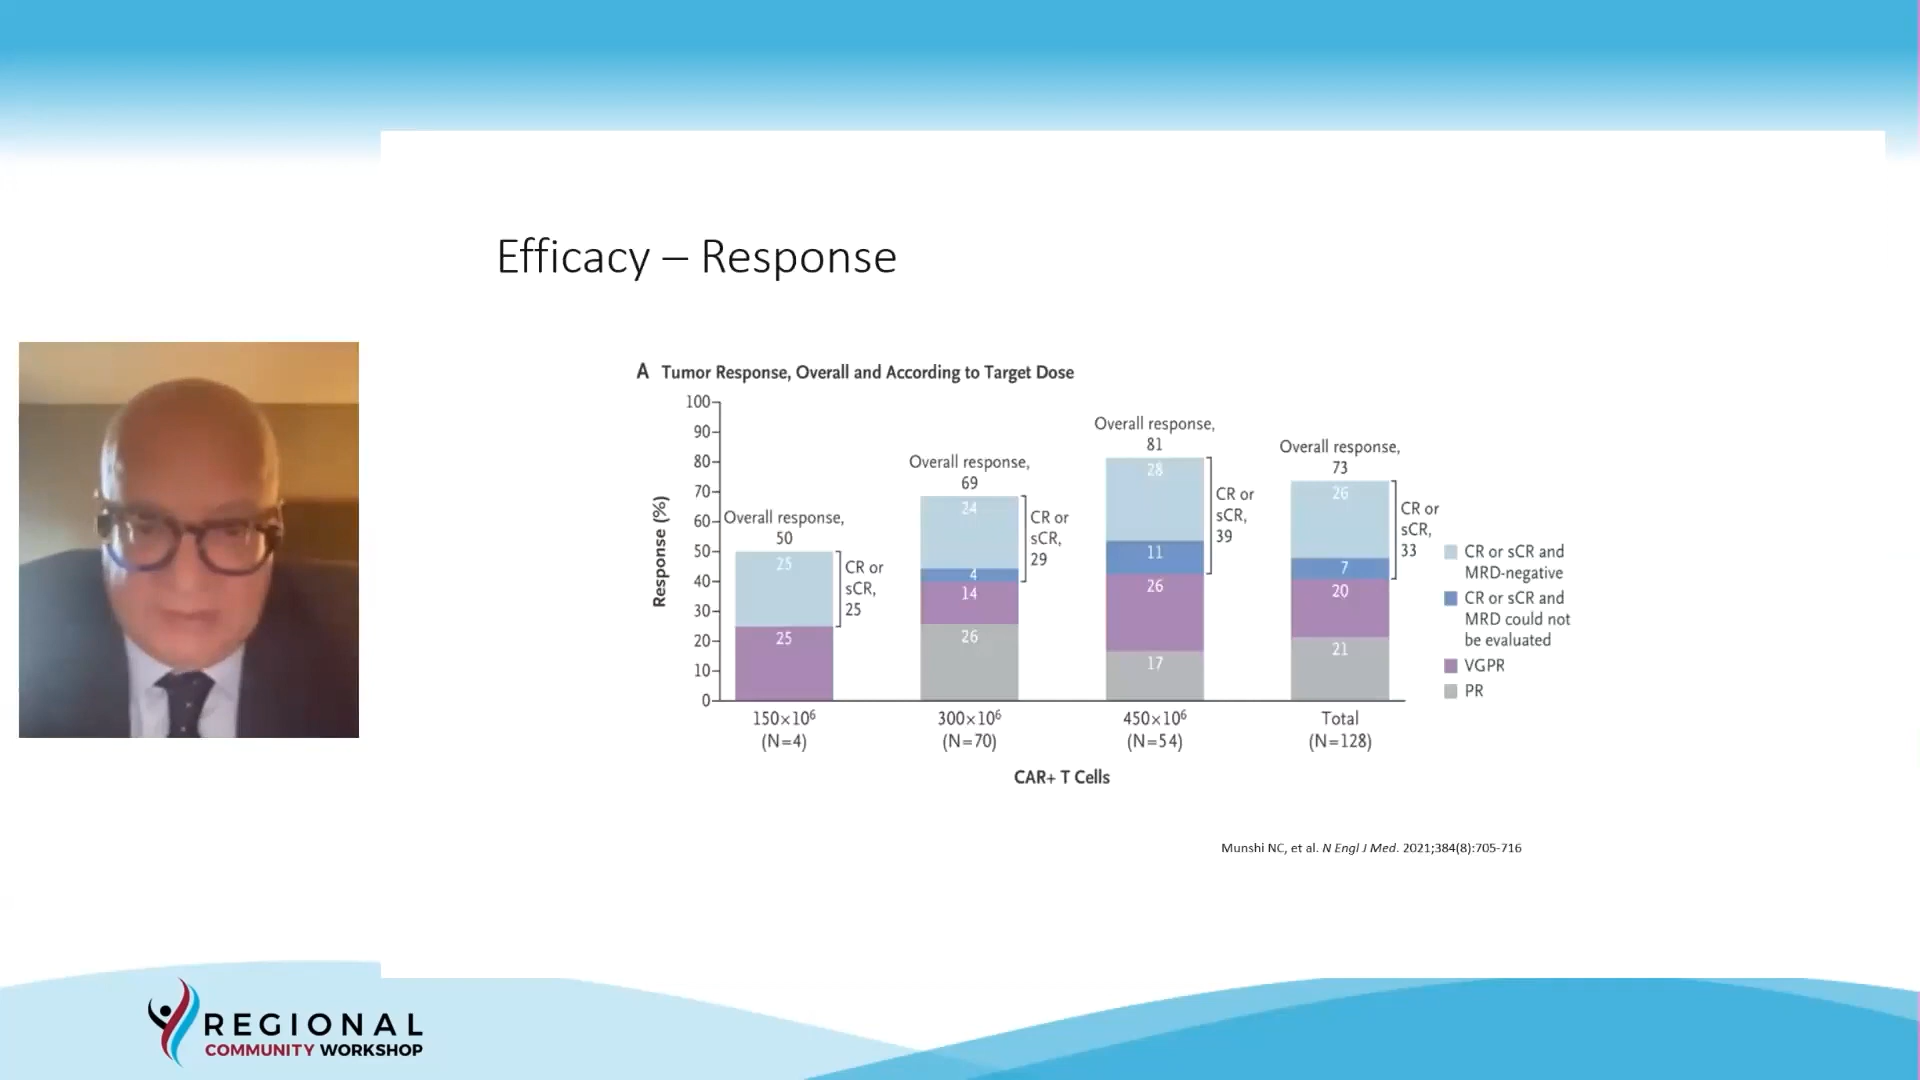 Efficacy – Response
A Tumor Response, Overall and According to Target Dose
Response (%)
100
90
80
70
60
50
40
30
20
10
0
Overall response,
50
25
25
CR or
sCR,
25
150×10⁶
(N=4)
Overall response,
69
24
4
14
26
CR or
sCR,
29
300×10⁶
(N=70)
Overall response,
81
28
11
26
17
CR or
sCR,
39
450×10⁶
(N=54)
Overall response,
73
26
7
20
21
CR or
sCR,
33
Total
(N=128)
CAR+ T Cells
CR or sCR and
MRD-negative
CR or sCR and
MRD could not
be evaluated
VGPR
PR
Munshi NC, et al. N Engl J Med. 2021;384(8):705-716
REGIONAL
COMMUNITY WORKSHOP